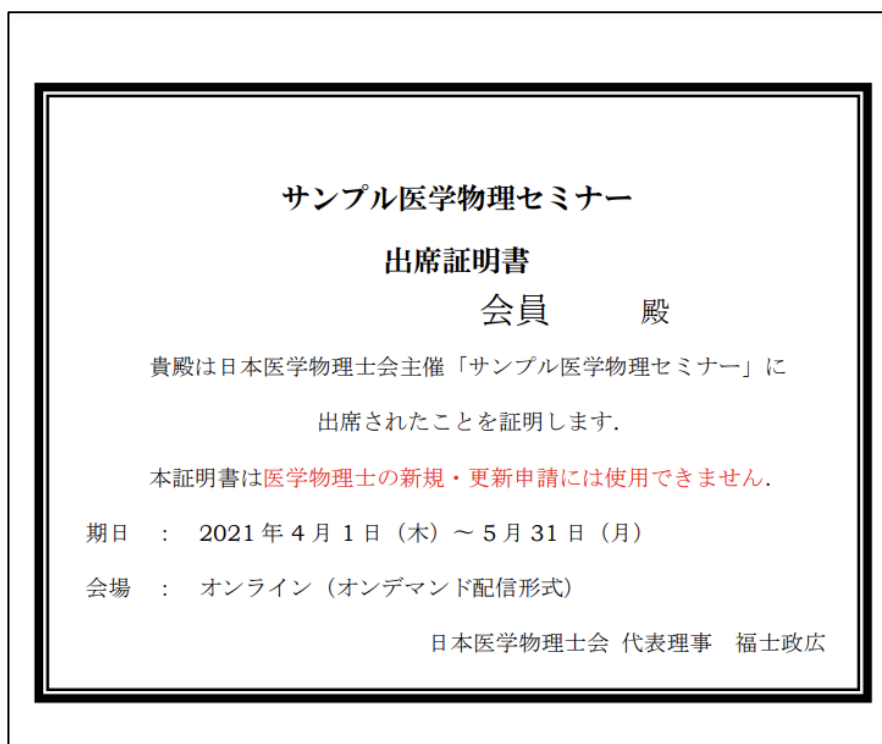 サンプル医学物理セミナー
出席証明書
会員 殿
貴殿は日本医学物理士会主催「サンプル医学物理セミナー」に
出席されたことを証明します.
本証明書は医学物理士の新規・更新申請には使用できません.
期日 : 2021年4月1日（木）～5月31日（月）
会場 : オンライン（オンデマンド配信形式）
日本医学物理士会 代表理事 福士政広